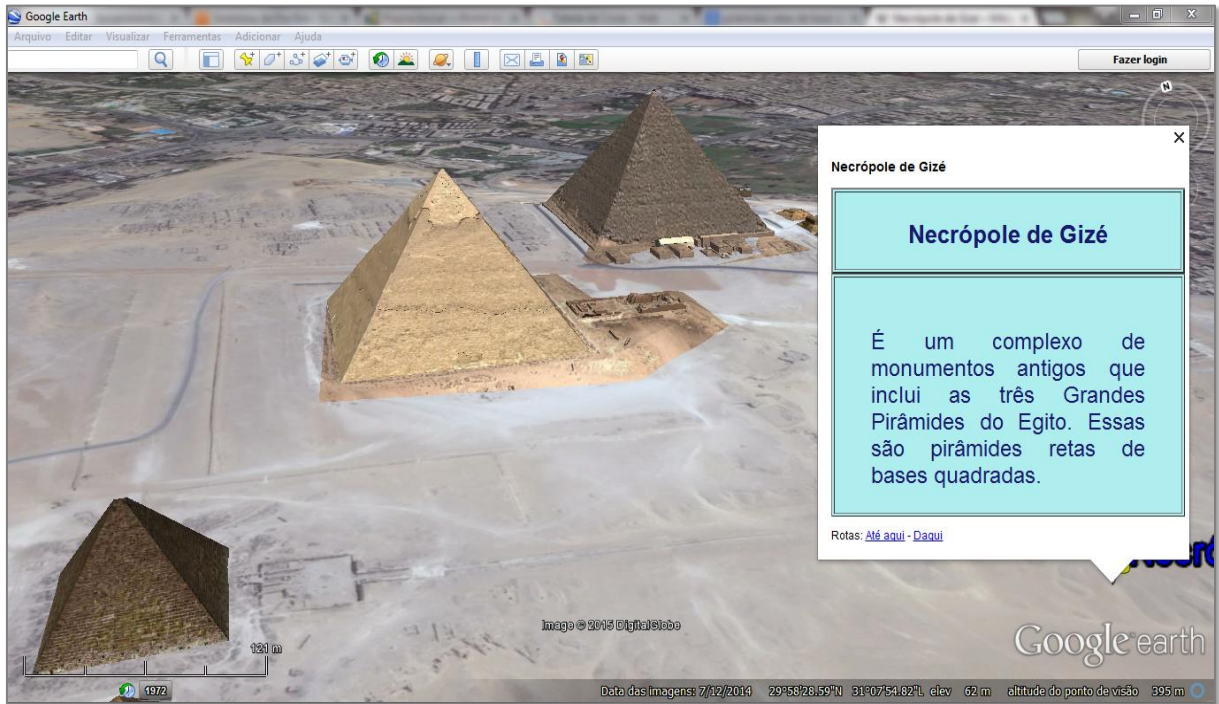 Google Earth
Arquivo Editar Visualizar Ferramentas Adicionar Ajuda
Fazer login
N
Necrópole de Gizé
Necrópole de Gizé
É um complexo de
monumentos antigos que
inclui as três Grandes
Pirâmides do Egito. Essas
são pirâmides retas de
bases quadradas.
Rotas: Até aqui - Daqui
Image © 2015 DigitalGlobe
Google earth
121 m
1972
Data das imagens: 7/12/2014 29°58'28.59"N 31°07'54.82"L elev 62 m altitude do ponto de visão 395 m